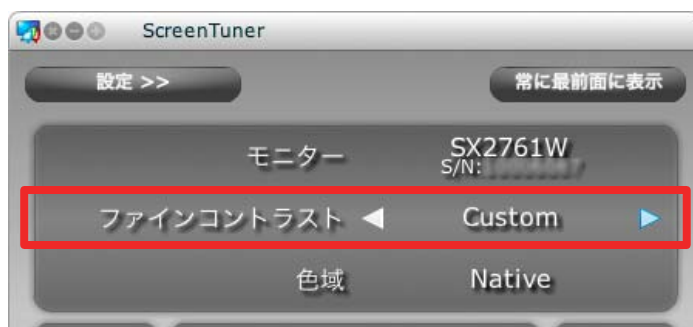 ScreenTuner
設定 >>
常に最前面に表示
モニター
SX2761W
S/N:
ファインコントラスト ◀ Custom ▶
色域
Native